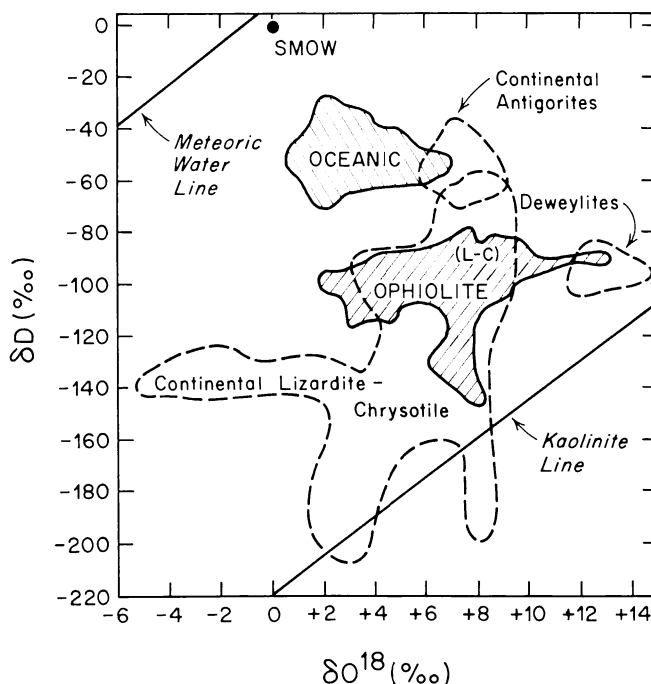 0
SMOW
Continental
Antigorites
-20
Meteoric
Water
Line
-40
OCEANIC
-60
Deweylites
-80
(L-C)
-100
OPHIOLITE
-120
-140
Continental Lizardite -
Chrysotile
-160
Kaolinite
Line
-180
-200
-220
δD (‰)
-6 -4 -2 0 +2 +4 +6 +8 +10 +12 +14
δO¹⁸ (‰)